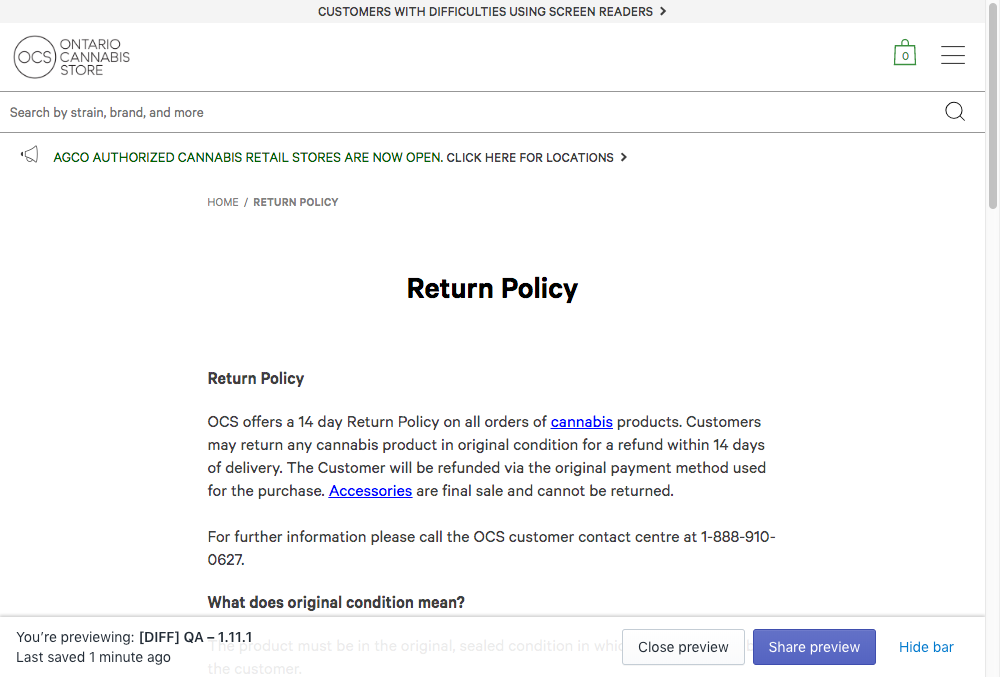 CUSTOMERS WITH DIFFICULTIES USING SCREEN READERS
OCS
ONTARIO
CANNABIS
STORE
0
Search by strain, brand, and more
AGCO AUTHORIZED CANNABIS RETAIL STORES ARE NOW OPEN. CLICK HERE FOR LOCATIONS
HOME / RETURN POLICY
Return Policy
Return Policy
OCS offers a 14 day Return Policy on all orders of cannabis products. Customers
may return any cannabis product in original condition for a refund within 14 days
of delivery. The Customer will be refunded via the original payment method used
for the purchase. Accessories are final sale and cannot be returned.
For further information please call the OCS customer contact centre at 1-888-910-
0627.
What does original condition mean?
The product must be in the original, sealed condition in
the customer.
You're previewing: [DIFF] QA – 1.11.1
Last saved 1 minute ago
Close preview
Share preview
Hide bar